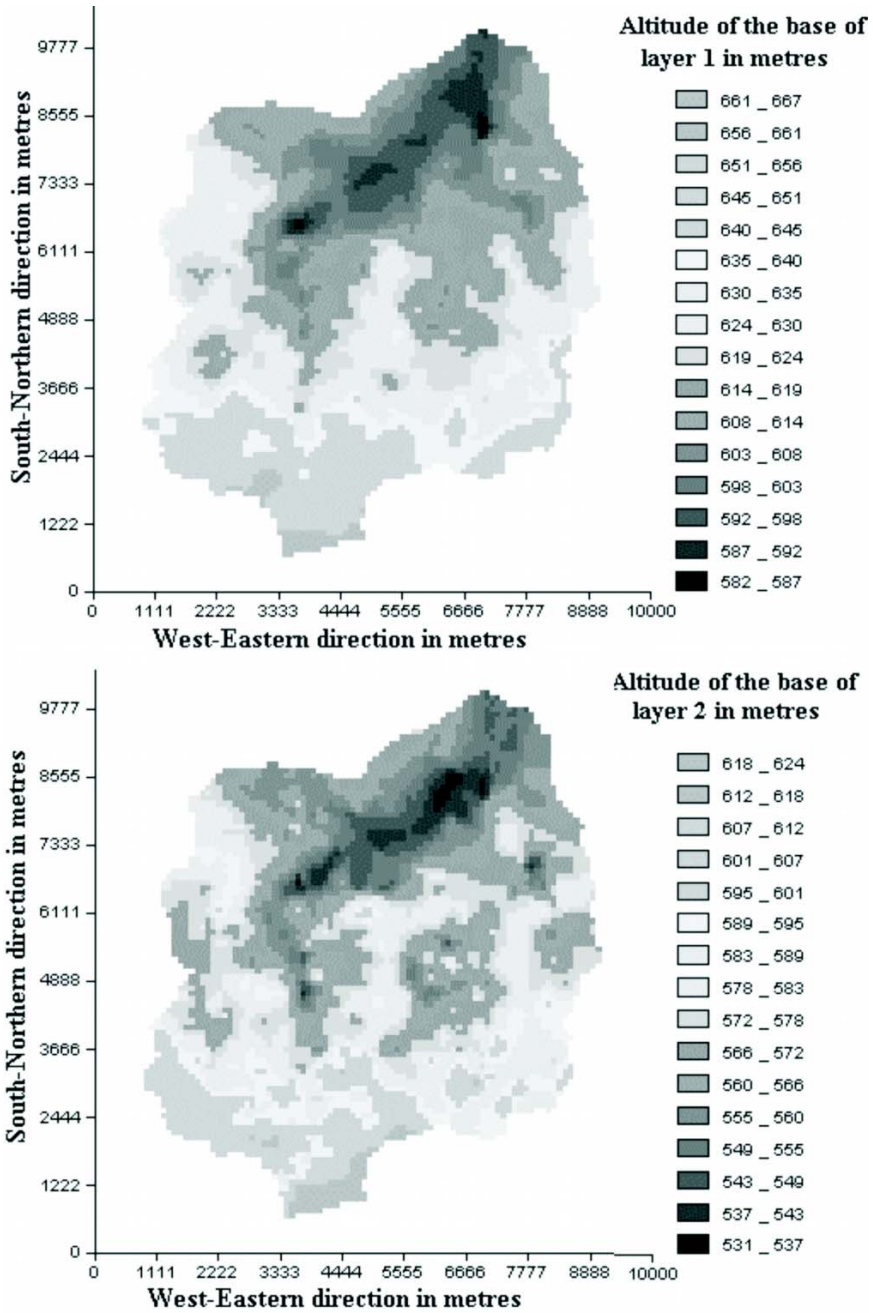 Altitude of the base of
layer 1 in metres
661 _ 667
656 _ 661
651 _ 656
645 _ 651
640 _ 645
635 _ 640
630 _ 635
624 _ 630
619 _ 624
614 _ 619
608 _ 614
603 _ 608
598 _ 603
592 _ 598
587 _ 592
582 _ 587
South-Northern direction in metres
9777
8555
7333
6111
4888
3666
2444
1222
0
0 1111 2222 3333 4444 5555 6666 7777 8888 10000
West-Eastern direction in metres
Altitude of the base of
layer 2 in metres
618 _ 624
612 _ 618
607 _ 612
601 _ 607
595 _ 601
589 _ 595
583 _ 589
578 _ 583
572 _ 578
566 _ 572
560 _ 566
555 _ 560
549 _ 555
543 _ 549
537 _ 543
531 _ 537
South-Northern direction in metres
9777
8555
7333
6111
4888
3666
2444
1222
0
0 1111 2222 3333 4444 5555 6666 7777 8888 10000
West-Eastern direction in metres